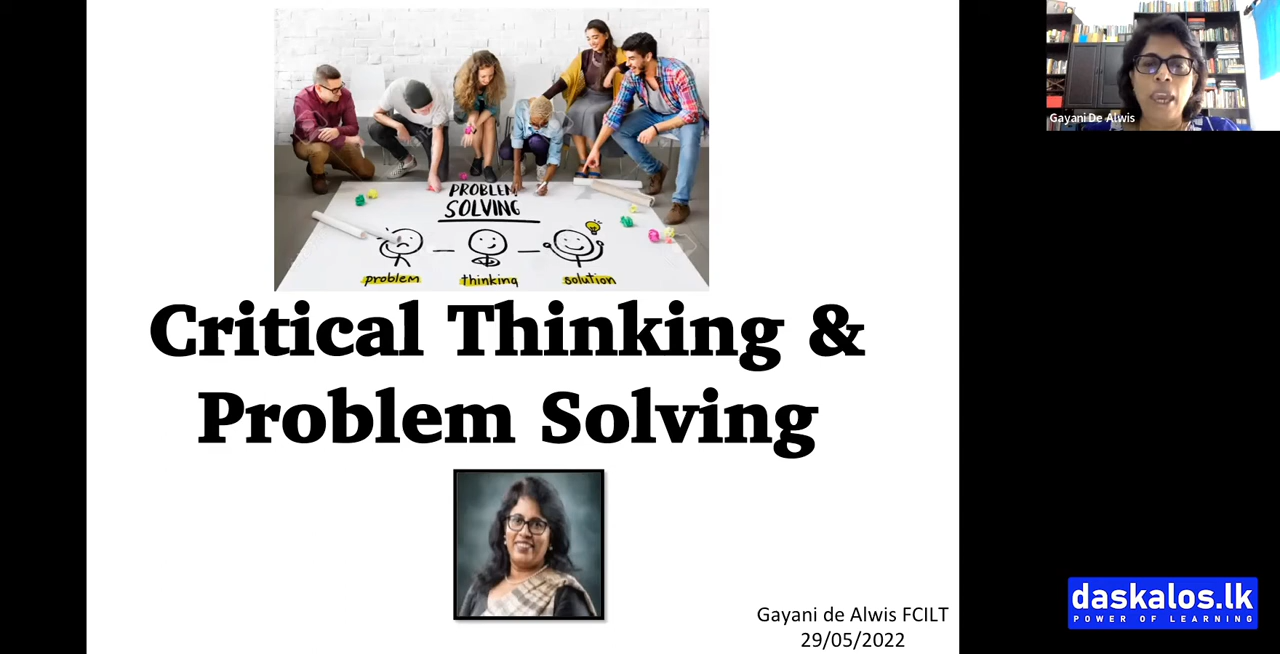 PROBLEM
SOLVING
problem
thinking
solution
Critical Thinking &
Problem Solving
Gayani de Alwis FCILT
29/05/2022
Gayani De Alwis
daskalos.lk
POWER OF LEARNING